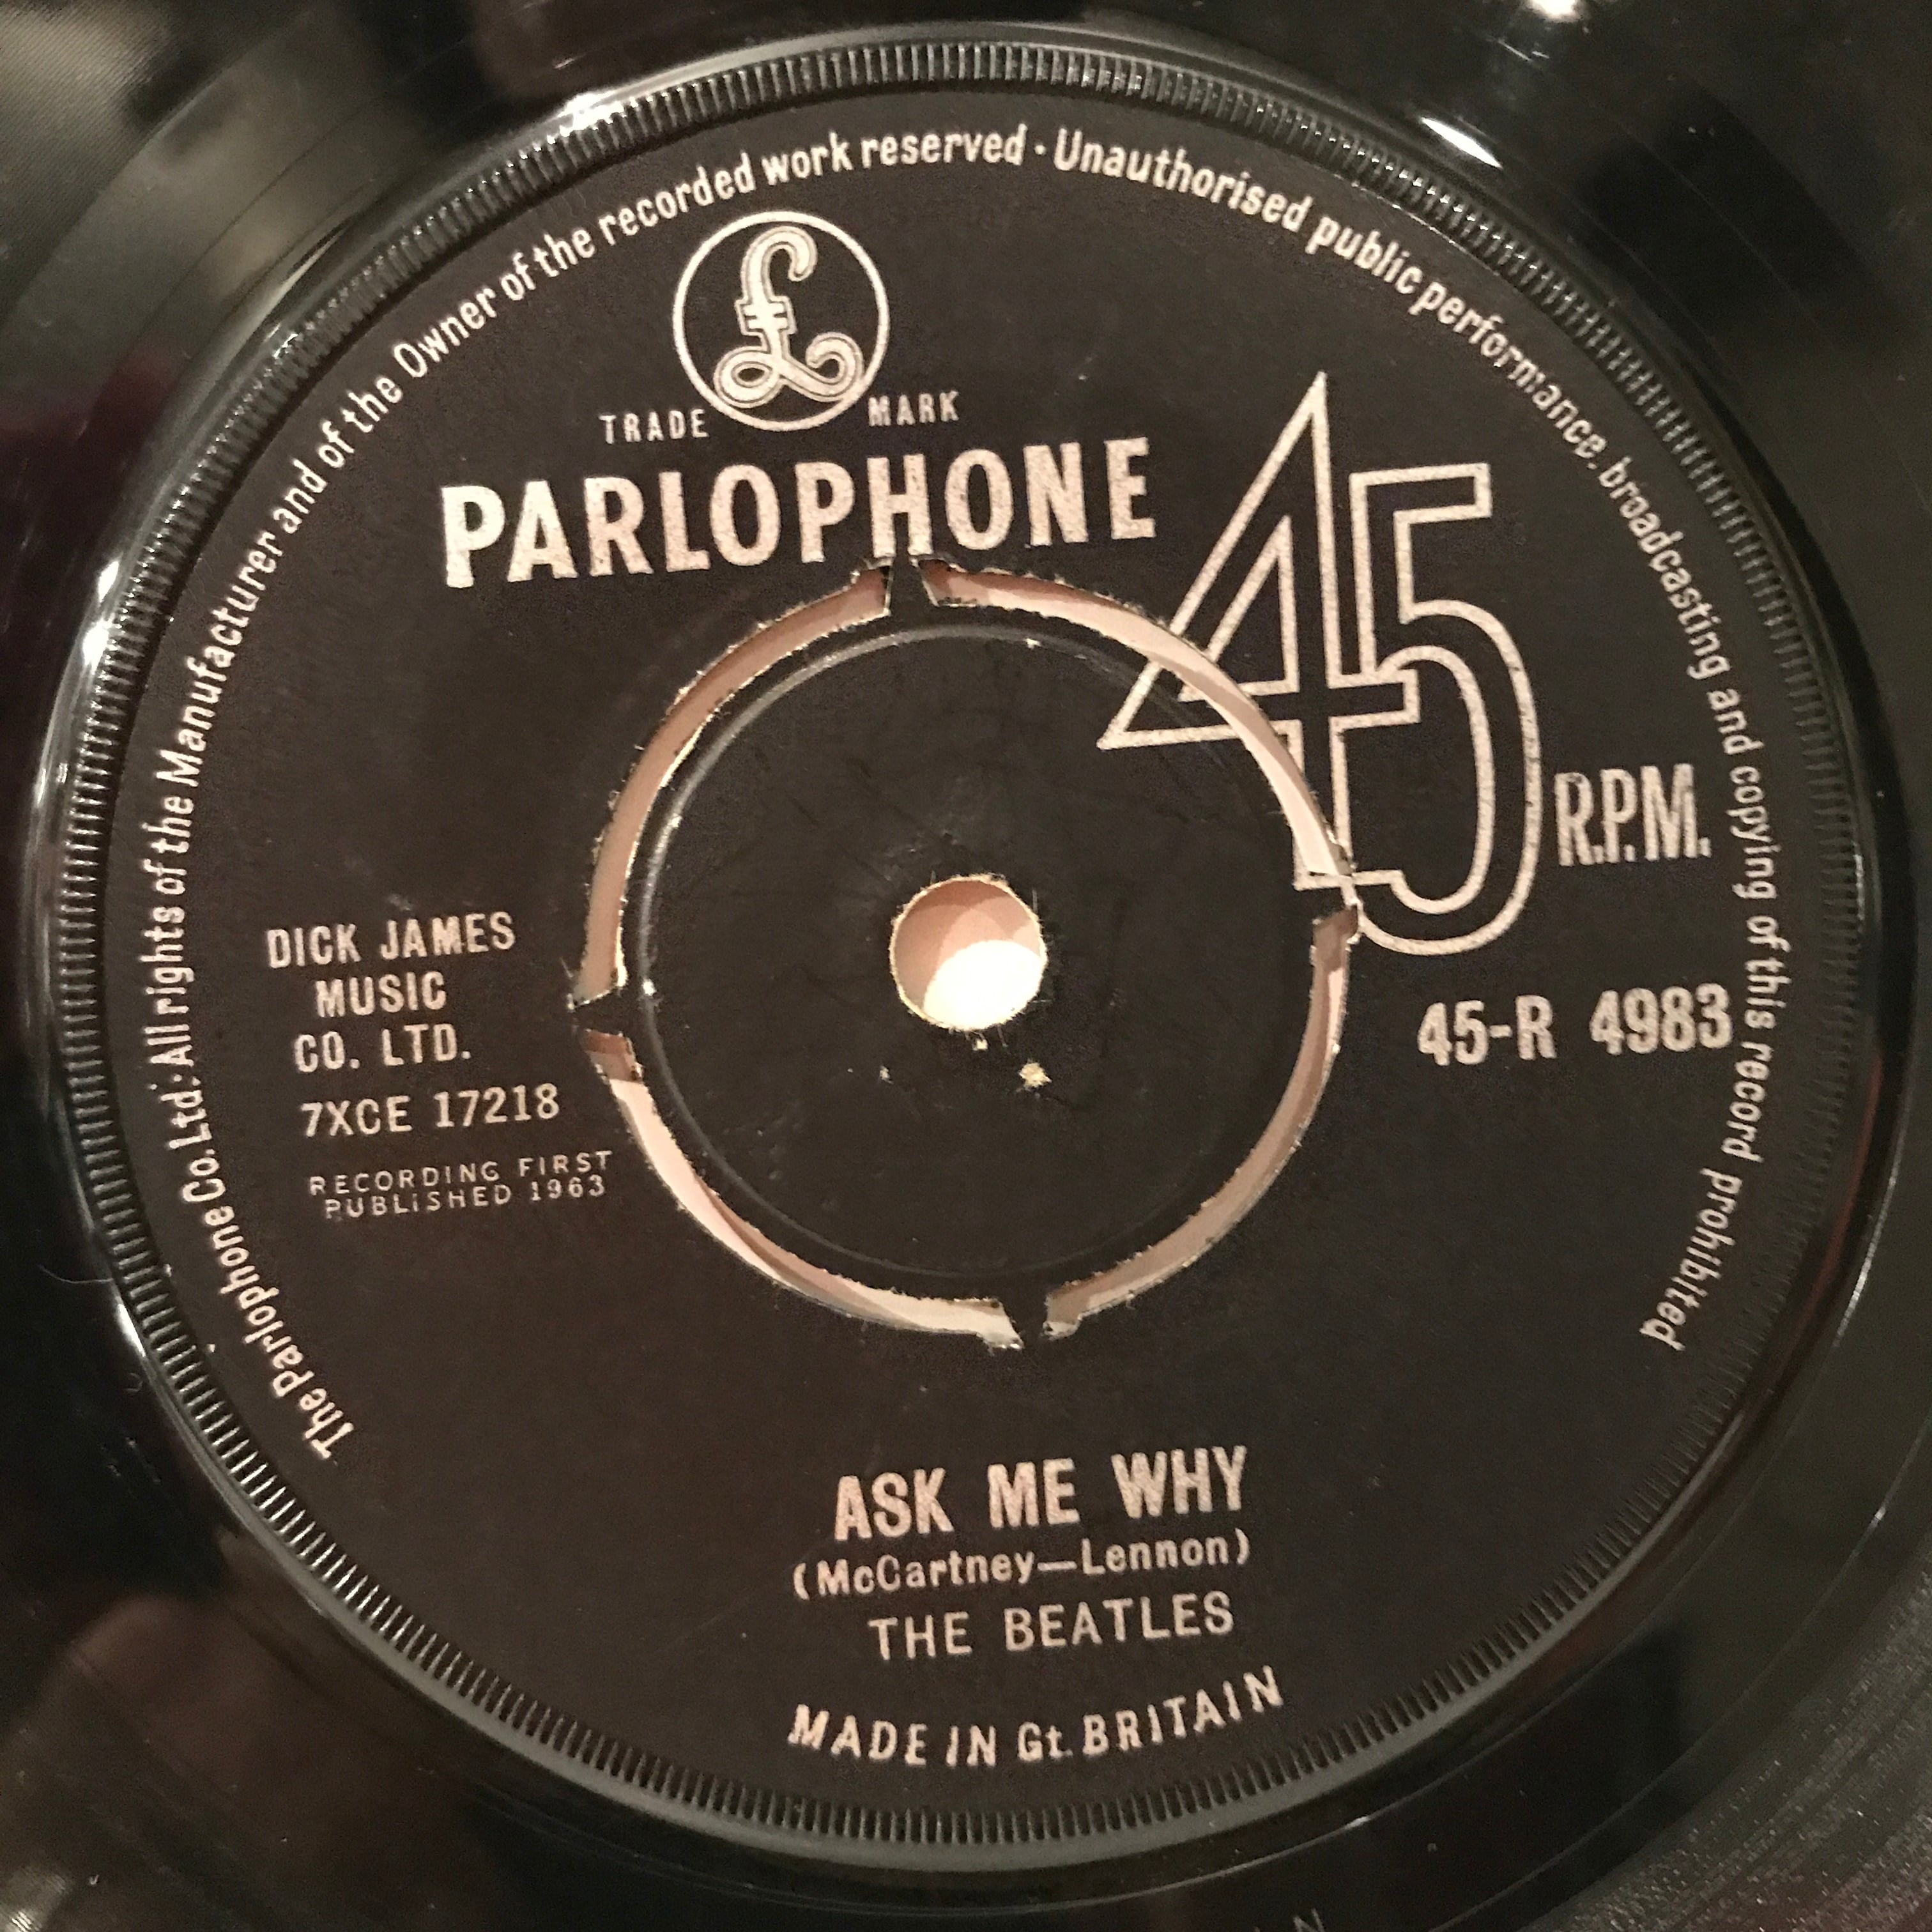 The Parlophone Co. Ltd. All rights of the Manufacturer and of the Owner of the recorded work reserved · Unauthorised public performance, broadcasting and copying of this record prohibited
£
TRADE MARK
PARLOPHONE
45 R.P.M.
DICK JAMES
MUSIC
CO. LTD.
7XCE 17218
RECORDING FIRST
PUBLISHED 1963
45-R 4983
ASK ME WHY
(McCartney—Lennon)
THE BEATLES
MADE IN Gt. BRITAIN